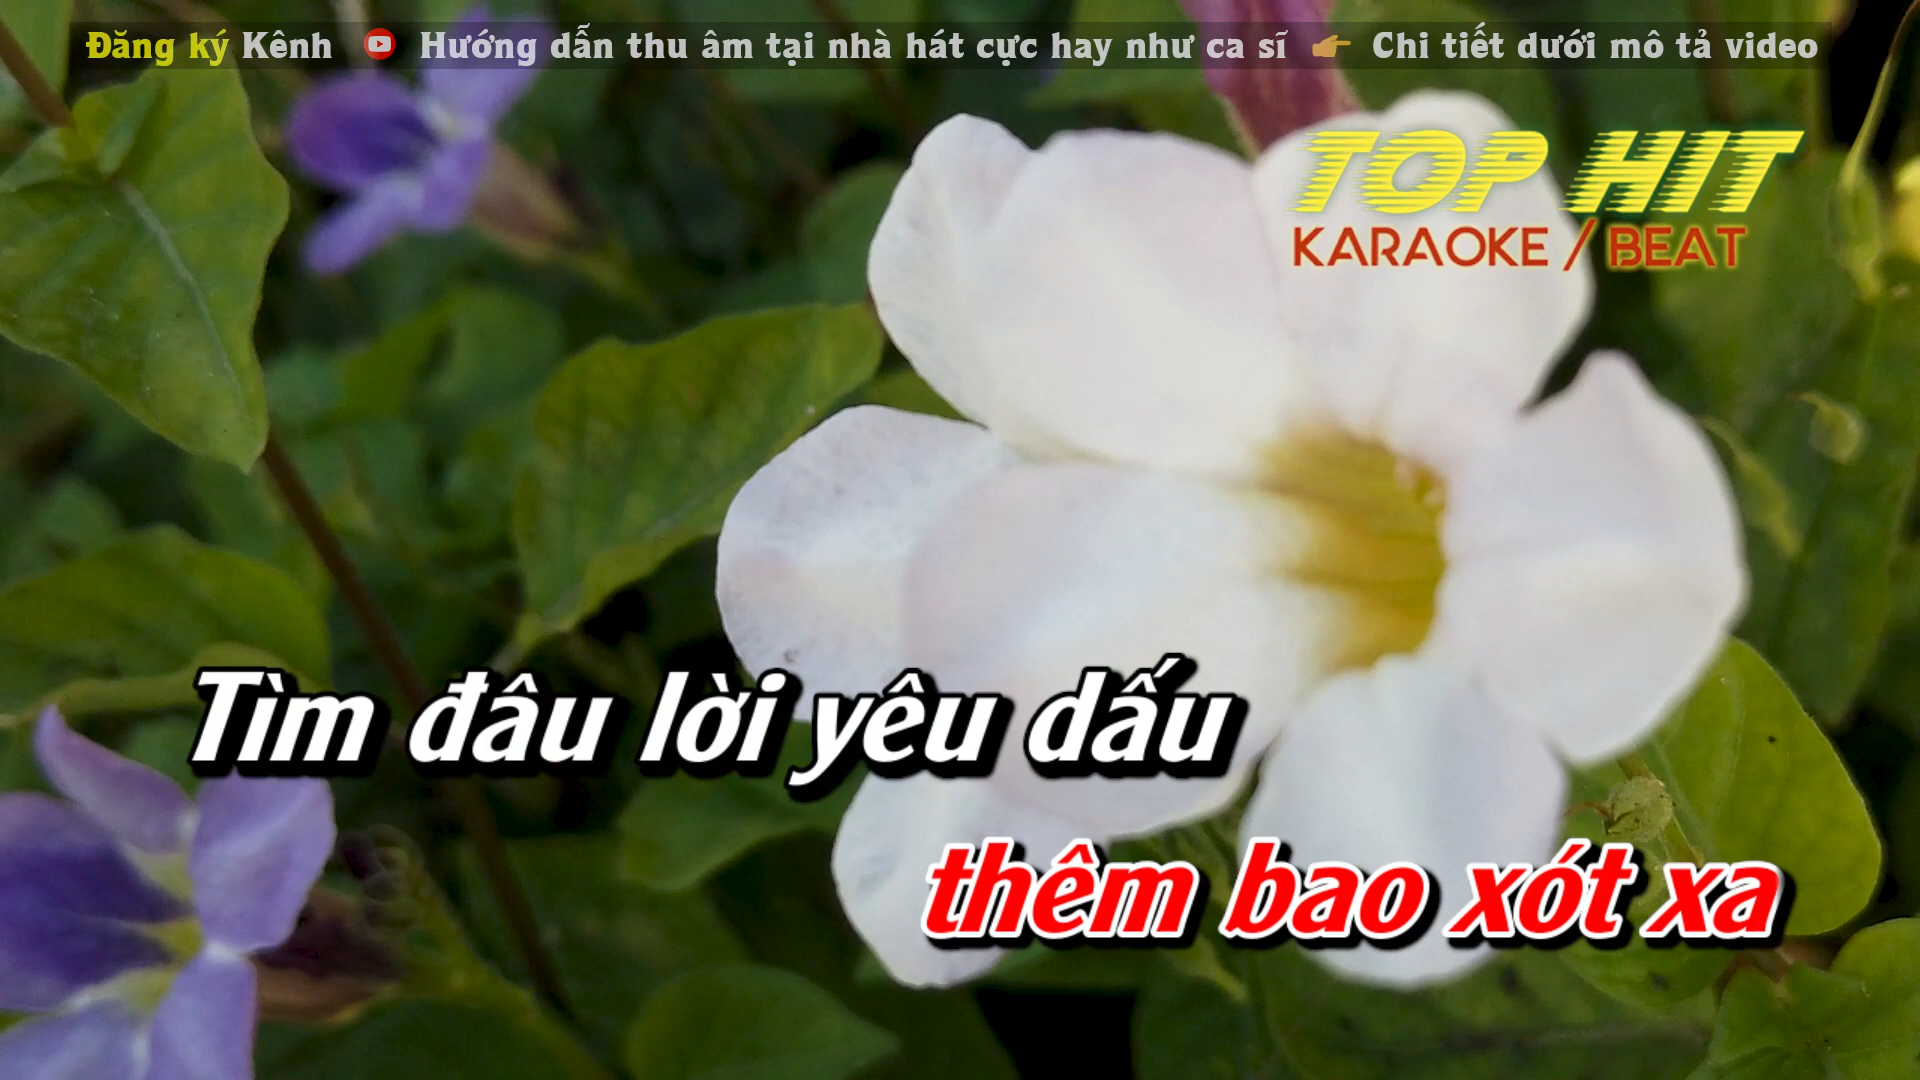 Đăng ký Kênh Hướng dẫn thu âm tại nhà hát cực hay như ca sĩ Chi tiết dưới mô tả video
TOP HIT
KARAOKE / BEAT
Tìm đâu lời yêu dấu
thêm bao xót xa